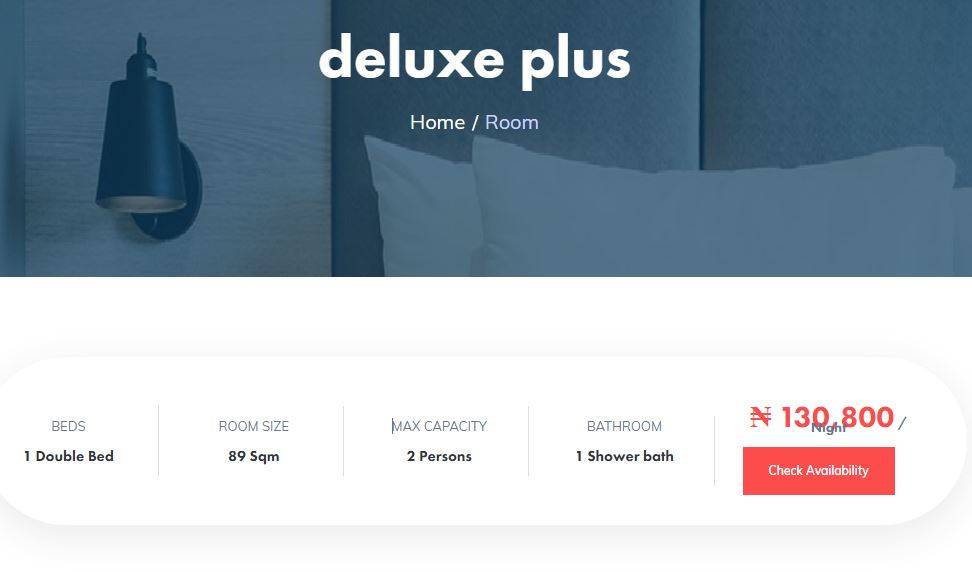 deluxe plus
Home / Room
BEDS
1 Double Bed
ROOM SIZE
89 Sqm
MAX CAPACITY
2 Persons
BATHROOM
1 Shower bath
₦ 130,800 /
Night
Check Availability